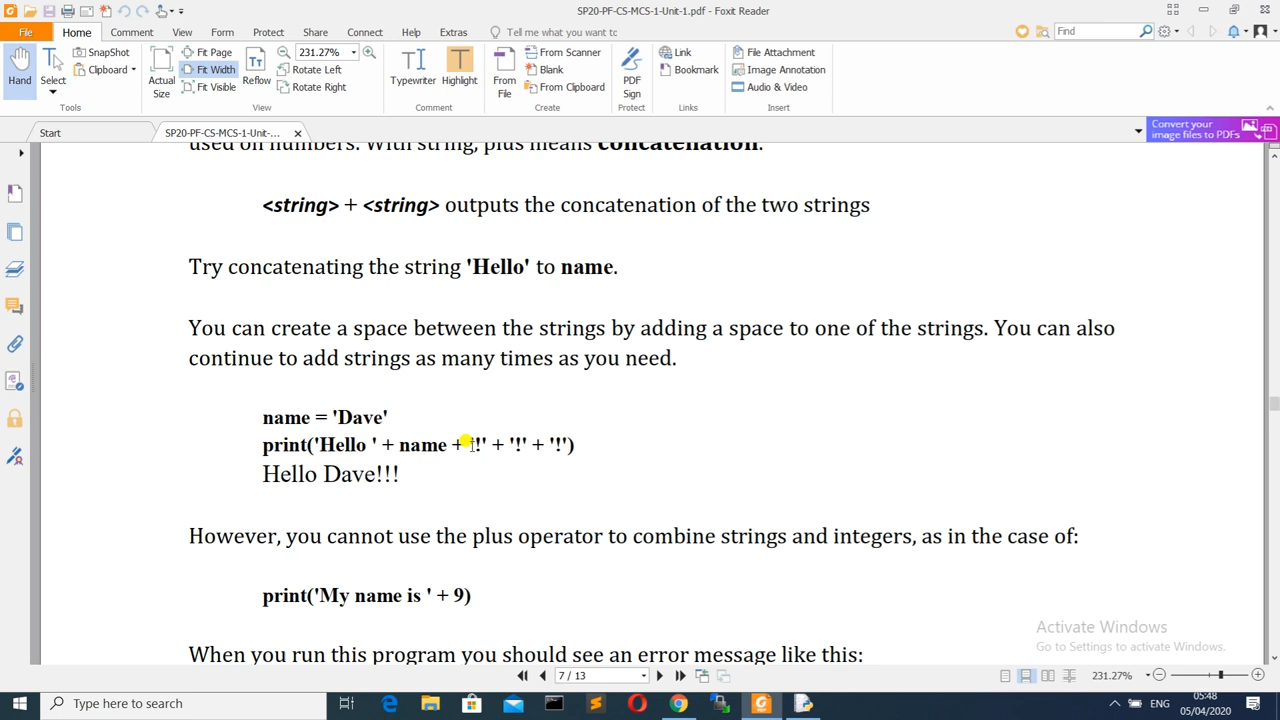 SP20-PF-CS-MCS-1-Unit-1.pdf - Foxit Reader
File Home Comment View Form Protect Share Connect Help Extras Tell me what you want tc Find
Hand
Select
SnapShot
Clipboard
Tools
Actual Size
Fit Page
Fit Width
Fit Visible
Reflow
231.27%
Rotate Left
Rotate Right
View
Typewriter
Highlight
Comment
From File
From Scanner
Blank
From Clipboard
Create
PDF Sign
Protect
Link
Bookmark
Links
File Attachment
Image Annotation
Audio & Video
Insert
Start
SP20-PF-CS-MCS-1-Unit-...
Convert your
image files to PDFs
used on numbers. With string, plus means concatenation.
<string> + <string> outputs the concatenation of the two strings
Try concatenating the string 'Hello' to name.
You can create a space between the strings by adding a space to one of the strings. You can also
continue to add strings as many times as you need.
name = 'Dave'
print('Hello ' + name + '!' + '!' + '!')
Hello Dave!!!
However, you cannot use the plus operator to combine strings and integers, as in the case of:
print('My name is ' + 9)
When you run this program you should see an error message like this:
Activate Windows
Go to Settings to activate Windows.
7 / 13
231.27%
Type here to search
ENG
05:48
05/04/2020